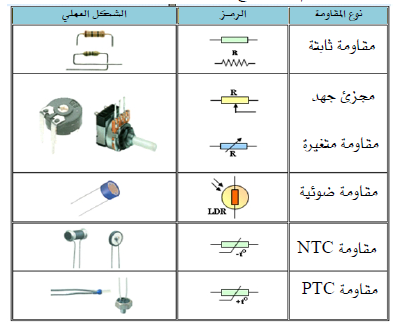 نوع المقاومة الرمز الشكل العملي
مقاومة ثابتة
R
مجزئ جهد
R
مقاومة متغيرة
R
مقاومة ضوئية
LDR
مقاومة NTC
-t°
مقاومة PTC
+t°